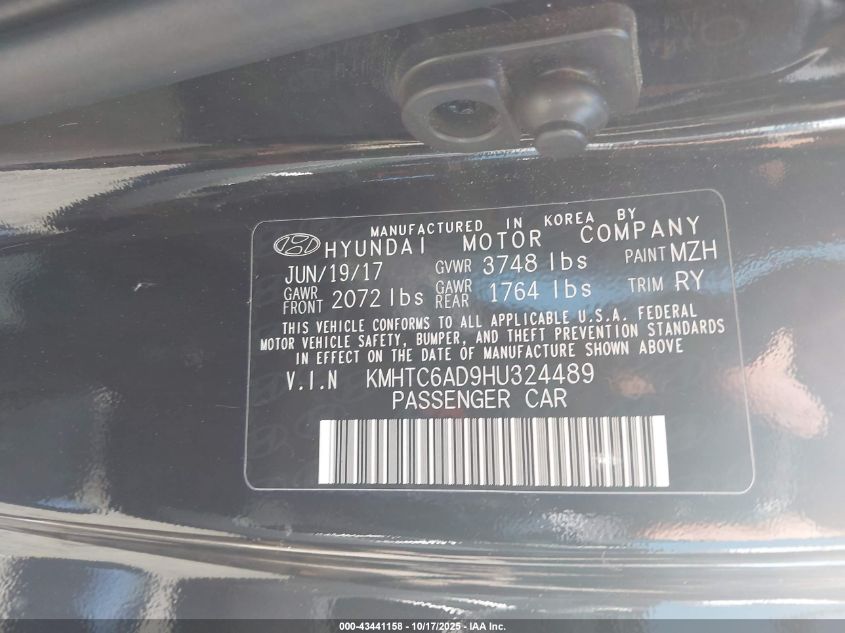 MANUFACTURED IN KOREA BY
HYUNDAI MOTOR COMPANY
JUN/19/17 GVWR 3748 lbs PAINT MZH
GAWR FRONT 2072 lbs GAWR REAR 1764 lbs TRIM RY
THIS VEHICLE CONFORMS TO ALL APPLICABLE U.S.A. FEDERAL
MOTOR VEHICLE SAFETY, BUMPER, AND THEFT PREVENTION STANDARDS
IN EFFECT ON THE DATE OF MANUFACTURE SHOWN ABOVE
V.I.N KMHTC6AD9HU324489
PASSENGER CAR
000-43441158 - 10/17/2025 - IAA Inc.